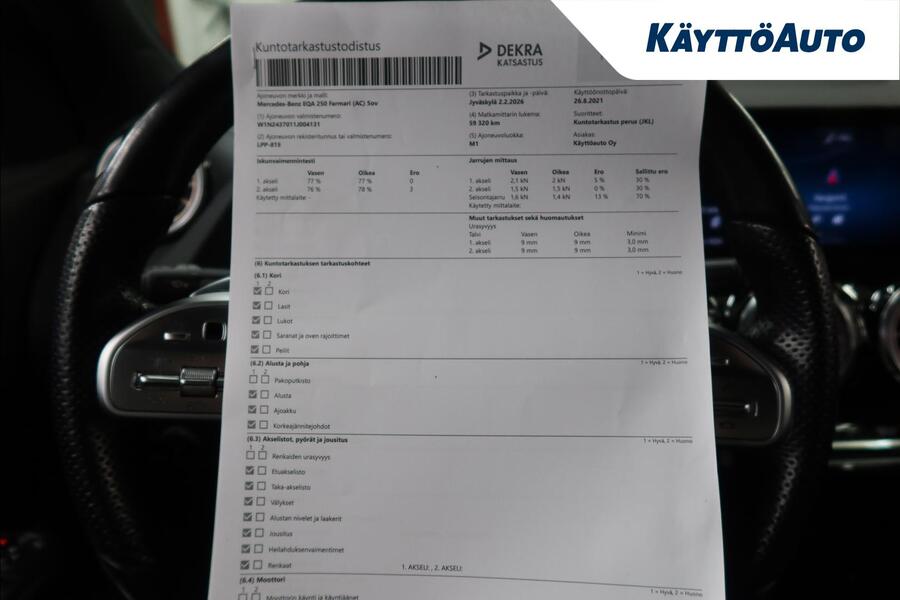 KÄYTTÖAUTO
Kuntotarkastustodistus
DEKRA
KATSASTUS
Ajoneuvon merkki ja malli:
Mercedes-Benz EQA 250 Farmari (AC) 5ov
(1) Ajoneuvon valmistenumero:
W1N2437011J004131
(2) Ajoneuvon rekisteritunnus tai valmistenumero:
LPP-815
(3) Tarkastuspaikka ja -päivä:
Jyväskylä 2.2.2026
(4) Matkamittarin lukema:
59 320 km
(5) Ajoneuvoluokka:
M1
Käyttöönottopäivä:
26.8.2021
Suoritteet:
Kuntotarkastus perus (JKL)
Asiakas:
Käyttöauto Oy
Iskunvaimennintesti
Vasen Oikea Ero
1. akseli 77 % 77 % 0
2. akseli 76 % 78 % 3
Käytetty mittalaite -
Jarrujen mittaus
Vasen Oikea Ero Sallittu ero
1. akseli 2,1 kN 2 kN 5 % 30 %
2. akseli 1,5 kN 1,5 kN 0 % 30 %
Seisontajarru 1,6 kN 1,4 kN 13 % 70 %
Käytetty mittalaite:
Muut tarkastukset sekä huomautukset
Urasyvyys
Talvi Vasen Oikea Minimi
1. akseli 9 mm 9 mm 3,0 mm
2. akseli 9 mm 9 mm 3,0 mm
(6) Kuntotarkastuksen tarkastuskohteet
(6.1) Kori 1 = Hyvä, 2 = Huono
1 2
Kori
Lasit
Lukot
Saranat ja oven rajoittimet
Peilit
(6.2) Alusta ja pohja 1 = Hyvä, 2 = Huono
1 2
Pakoputkisto
Alusta
Ajoakku
Korkeajännitejohdot
(6.3) Akselistot, pyörät ja jousitus 1 = Hyvä, 2 = Huono
1 2
Renkaiden urasyvyys
Etuakselisto
Taka-akselisto
Välykset
Alustan nivelet ja laakerit
Jousitus
Heilahduksenvaimentimet
Renkaat 1. AKSELI: , 2. AKSELI:
(6.4) Moottori 1 = Hyvä, 2 = Huono
1 2
Moottorin käynti ja käyntiäänet